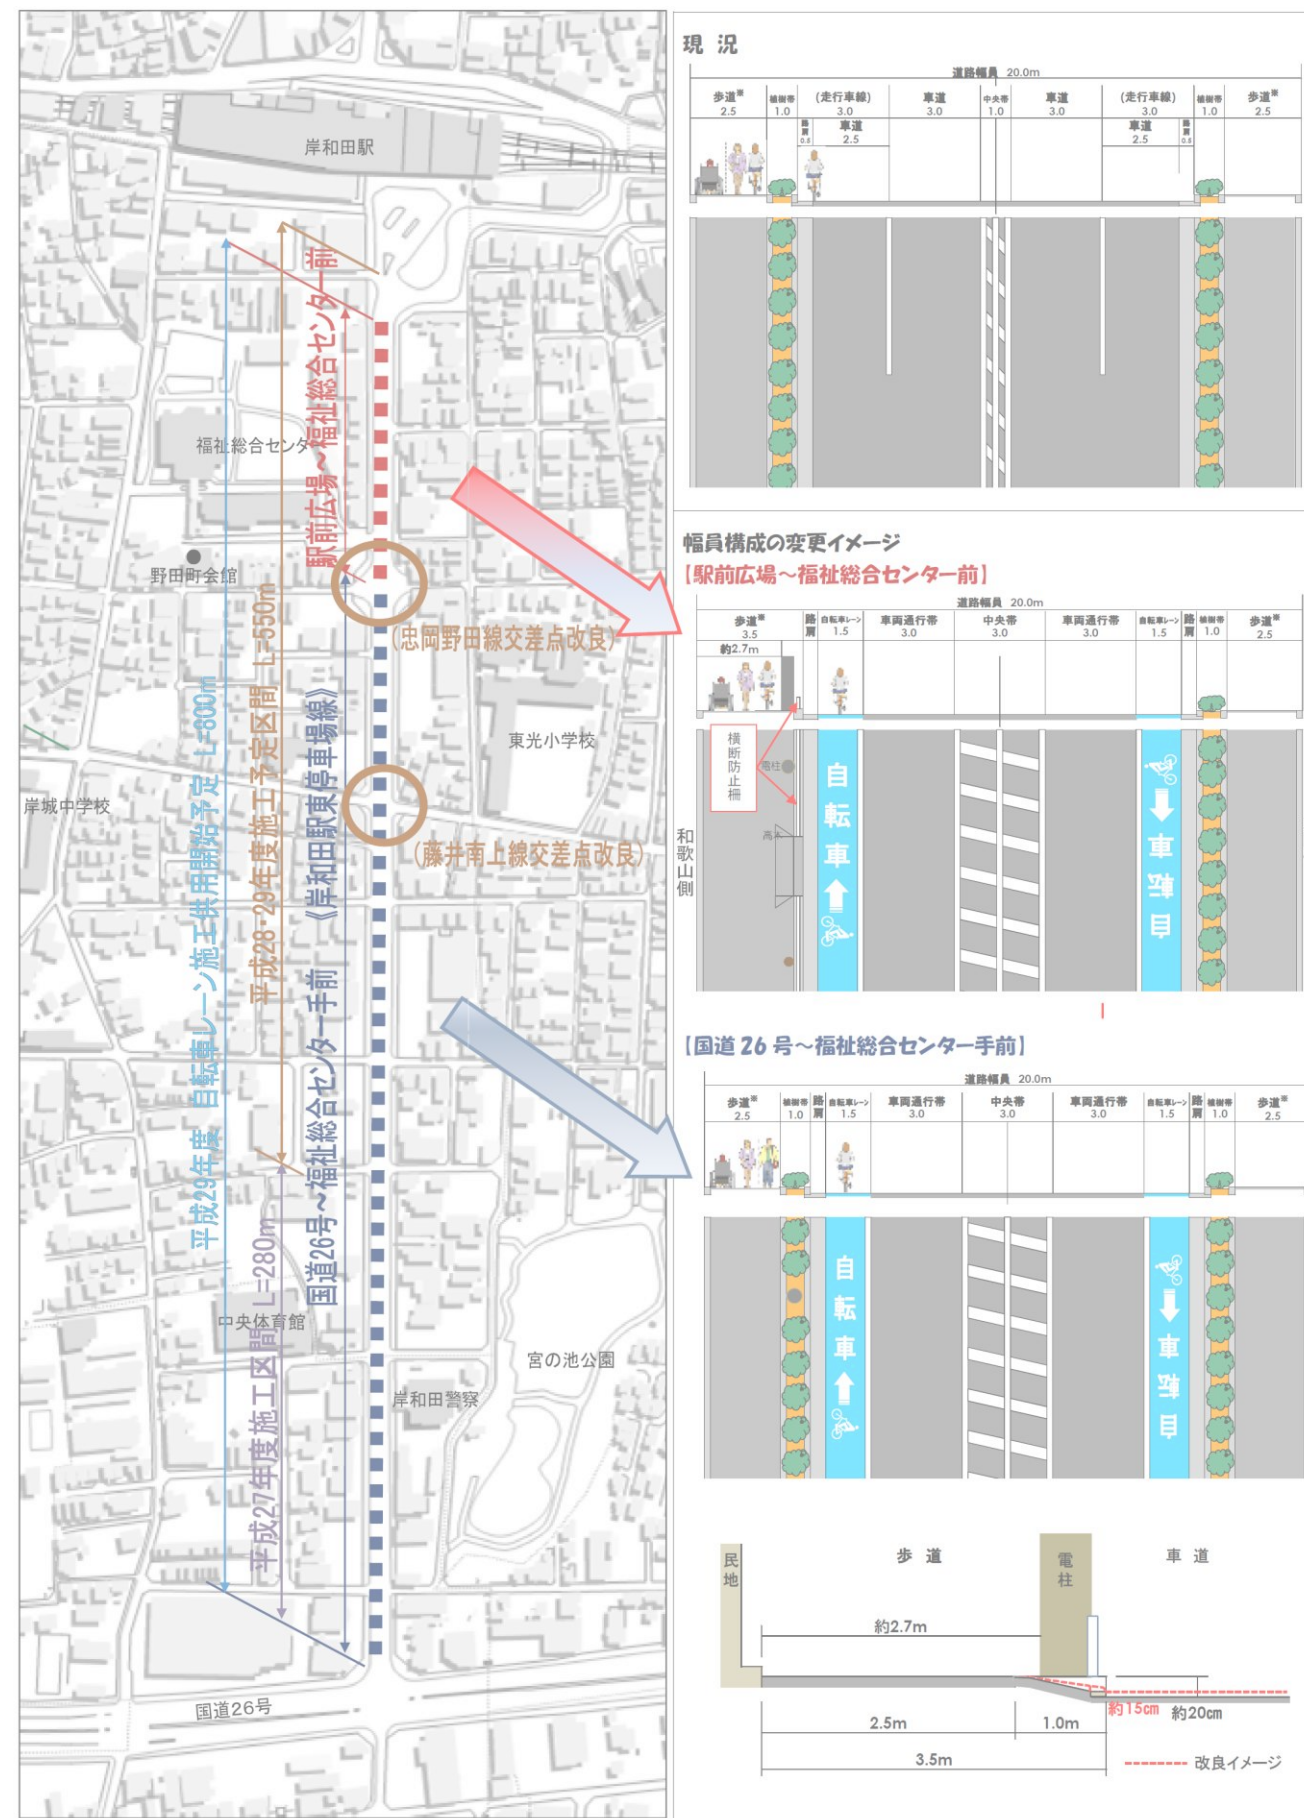 岸和田駅
福祉総合センター
野田町会館
岸城中学校
東光小学校
中央体育館
岸和田警察
宮の池公園
国道26号
駅前広場~福祉総合センター前
(忠岡野田線交差点改良)
(藤井南上線交差点改良)
国道26号~福祉総合センター手前 《岸和田駅東停車場線》
平成28・29年度施工予定区間 L=550m
平成27年度施工区間 L=280m
平成29年度 自転車レーン施工供用開始予定 L=800m
現 況
道路幅員 20.0m
歩道※ 植樹帯 (走行車線) 車道 中央帯 車道 (走行車線) 植樹帯 歩道※
2.5 1.0 3.0 3.0 1.0 3.0 3.0 1.0 2.5
路肩 車道 車道 路肩
0.5 2.5 2.5 0.5
幅員構成の変更イメージ
【駅前広場~福祉総合センター前】
道路幅員 20.0m
歩道※ 路肩 自転車レーン 車両通行帯 中央帯 車両通行帯 自転車レーン 路肩 植樹帯 歩道※
3.5 1.5 3.0 3.0 3.0 1.5 1.0 2.5
約2.7m
横断防止柵
電柱
高木
和歌山側
自転車
自転車
【国道26号~福祉総合センター手前】
道路幅員 20.0m
歩道※ 植樹帯 路肩 自転車レーン 車両通行帯 中央帯 車両通行帯 自転車レーン 路肩 植樹帯 歩道※
2.5 1.0 1.5 3.0 3.0 3.0 1.5 1.0 2.5
自転車
自転車
民地
歩 道
電柱
車 道
約2.7m
約15cm
約20cm
2.5m
1.0m
3.5m
改良イメージ